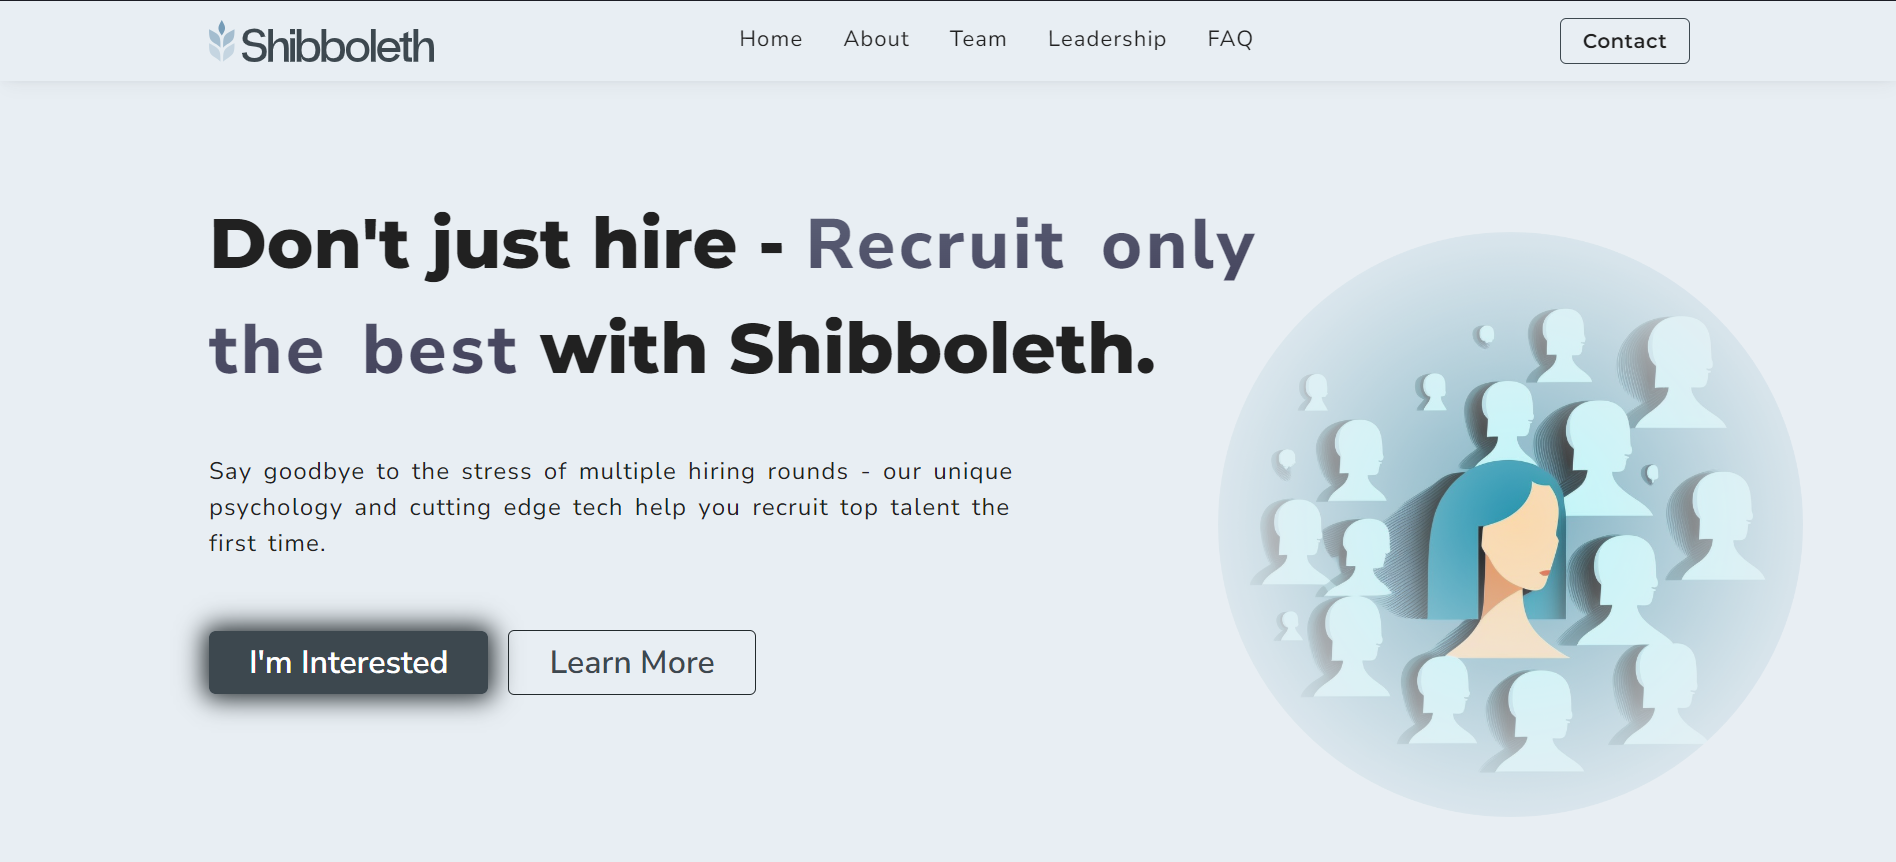 Shibboleth
Home About Team Leadership FAQ
Contact
Don't just hire - Recruit only
the best with Shibboleth.
Say goodbye to the stress of multiple hiring rounds - our unique
psychology and cutting edge tech help you recruit top talent the
first time.
I'm Interested
Learn More